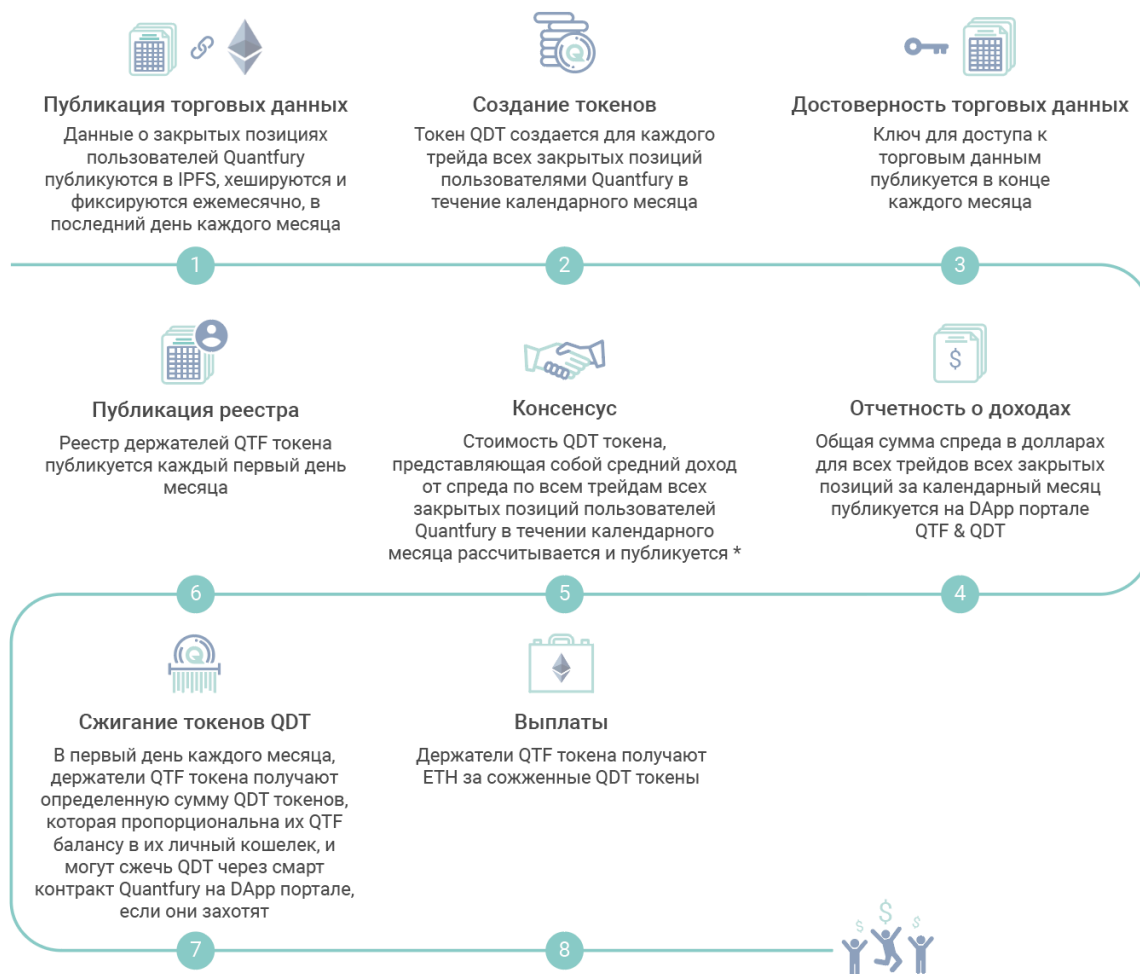 Публикация торговых данных
Данные о закрытых позициях
пользователей Quantfury
публикуются в IPFS, хешируются и
фиксируются ежемесячно, в
последний день каждого месяца
1
Создание токенов
Токен QDT создается для каждого
трейда всех закрытых позиций
пользователями Quantfury в
течение календарного месяца
2
Достоверность торговых данных
Ключ для доступа к
торговым данным
публикуется в конце
каждого месяца
3
Отчетность о доходах
Общая сумма спреда в долларах
для всех трейдов всех закрытых
позиций за календарный месяц
публикуется на DApp портале
QTF & QDT
4
Консенсус
Стоимость QDT токена,
представляющая собой средний доход
от спреда по всем трейдам всех
закрытых позиций пользователей
Quantfury в течении календарного
месяца рассчитывается и публикуется *
5
Публикация реестра
Реестр держателей QTF токена
публикуется каждый первый день
месяца
6
Сжигание токенов QDT
В первый день каждого месяца,
держатели QTF токена получают
определенную сумму QDT токенов,
которая пропорциональна их QTF
балансу в их личный кошелек, и
могут сжечь QDT через смарт
контракт Quantfury на DApp портале,
если они захотят
7
Выплаты
Держатели QTF токена получают
ETH за сожженные QDT токены
8